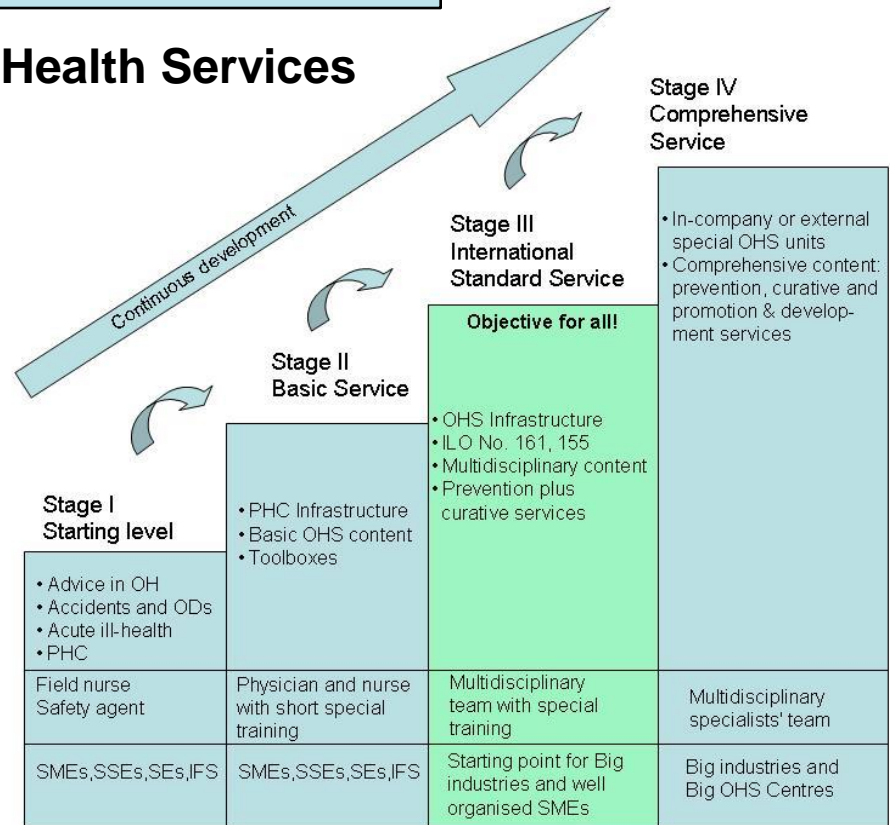 Health Services
Continuous development
Stage I
Starting level
• Advice in OH
• Accidents and ODs
• Acute ill-health
• PHC
Field nurse
Safety agent
SMEs,SSEs,SEs,IFS
Stage II
Basic Service
• PHC Infrastructure
• Basic OHS content
• Toolboxes
Physician and nurse
with short special
training
SMEs,SSEs,SEs,IFS
Stage III
International
Standard Service
Objective for all!
• OHS Infrastructure
• ILO No. 161, 155
• Multidisciplinary content
• Prevention plus
curative services
Multidisciplinary
team with special
training
Starting point for Big
industries and well
organised SMEs
Stage IV
Comprehensive
Service
• In-company or external
special OHS units
• Comprehensive content:
prevention, curative and
promotion & develop-
ment services
Multidisciplinary
specialists' team
Big industries and
Big OHS Centres